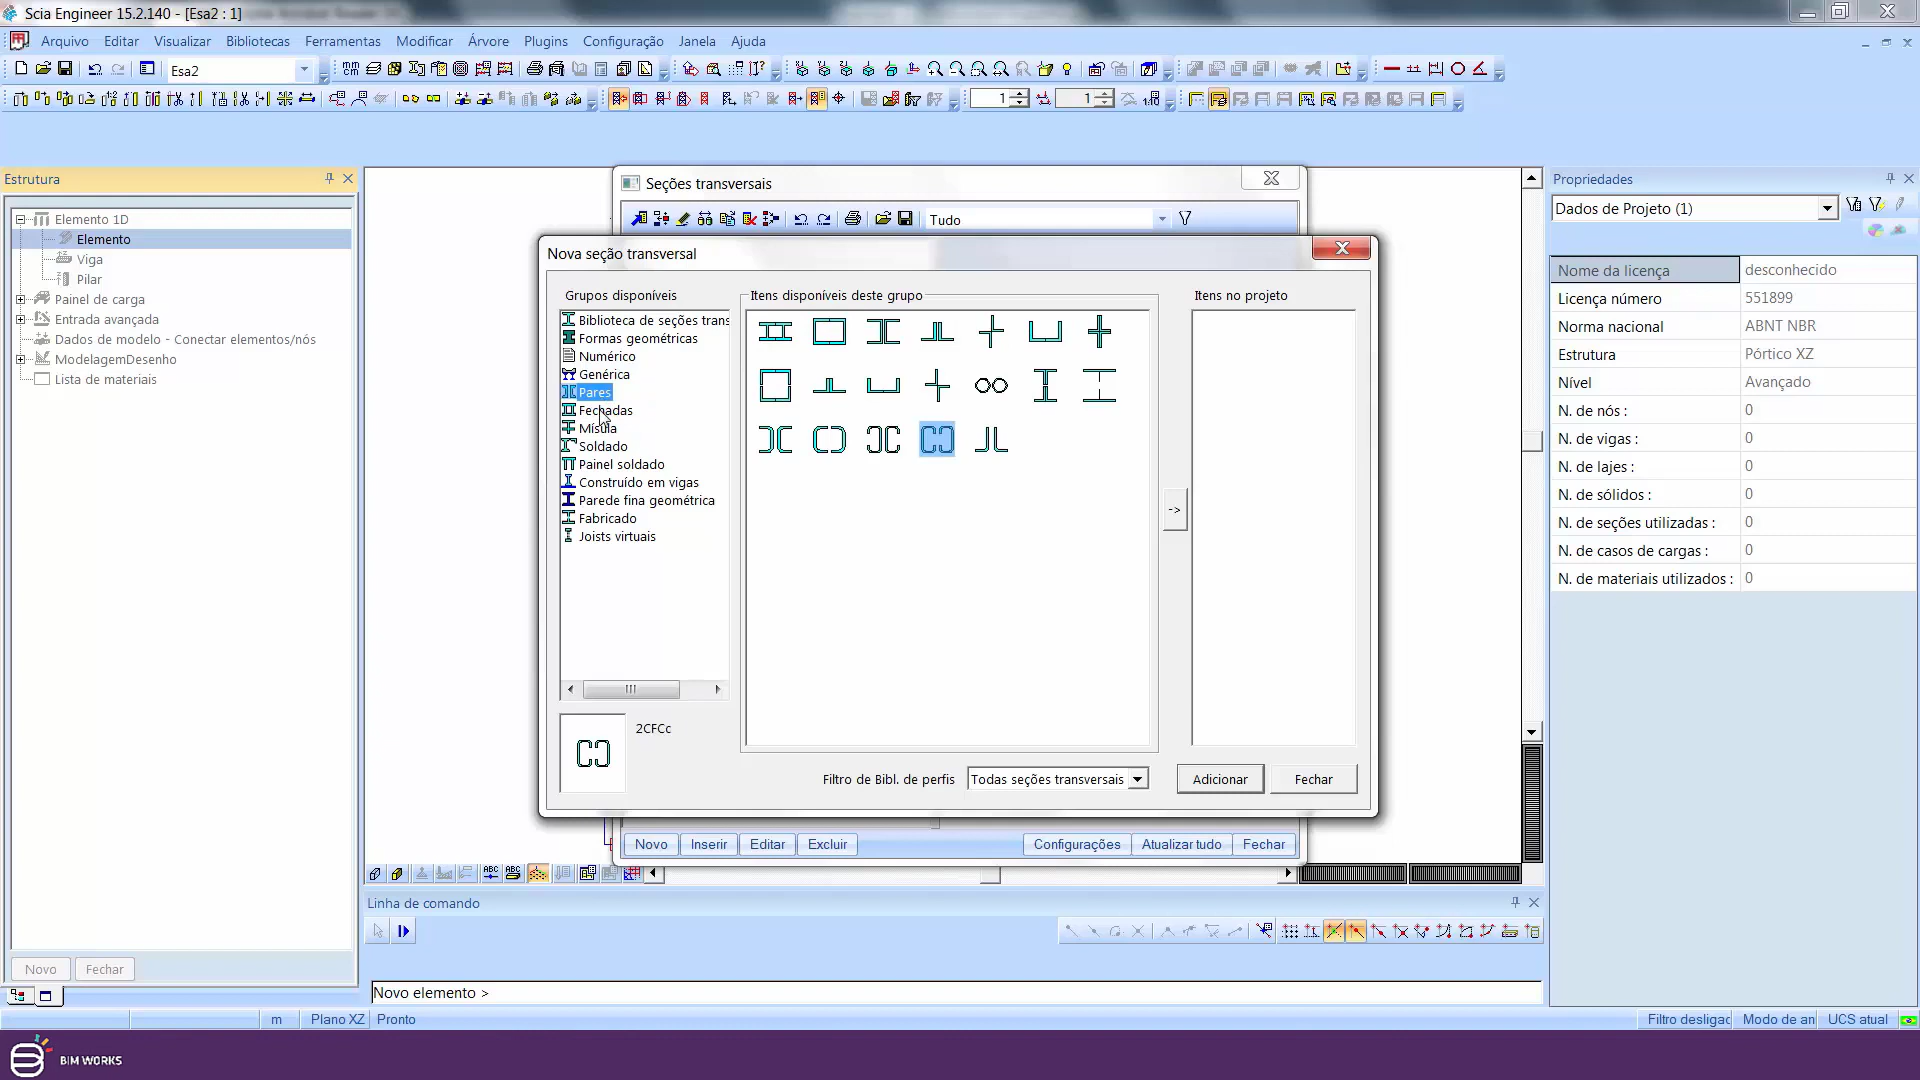 Scia Engineer 15.2.140 - [Esa2 : 1]
Arquivo Editar Visualizar Bibliotecas Ferramentas Modificar Árvore Plugins Configuração Janela Ajuda
Esa2
1 1
Estrutura
Elemento 1D
Elemento
Viga
Pilar
Painel de carga
Entrada avançada
Dados de modelo - Conectar elementos/nós
ModelagemDesenho
Lista de materiais
Novo Fechar
Seções transversais
Tudo
Nova seção transversal
Grupos disponíveis
Biblioteca de seções trans
Formas geométricas
Numérico
Genérica
Pares
Fechadas
Mísula
Soldado
Painel soldado
Construído em vigas
Parede fina geométrica
Fabricado
Joists virtuais
2CFCc
Itens disponíveis deste grupo
->
Itens no projeto
Filtro de Bibl. de perfis Todas seções transversais Adicionar Fechar
Novo Inserir Editar Excluir Configurações Atualizar tudo Fechar
Propriedades
Dados de Projeto (1)
Nome da licença desconhecido
Licença número 551899
Norma nacional ABNT NBR
Estrutura Pórtico XZ
Nível Avançado
N. de nós : 0
N. de vigas : 0
N. de lajes : 0
N. de sólidos : 0
N. de seções utilizadas : 0
N. de casos de cargas : 0
N. de materiais utilizados : 0
Linha de comando
Novo elemento >
m Plano XZ Pronto Filtro desligac Modo de an UCS atual
BIM WORKS